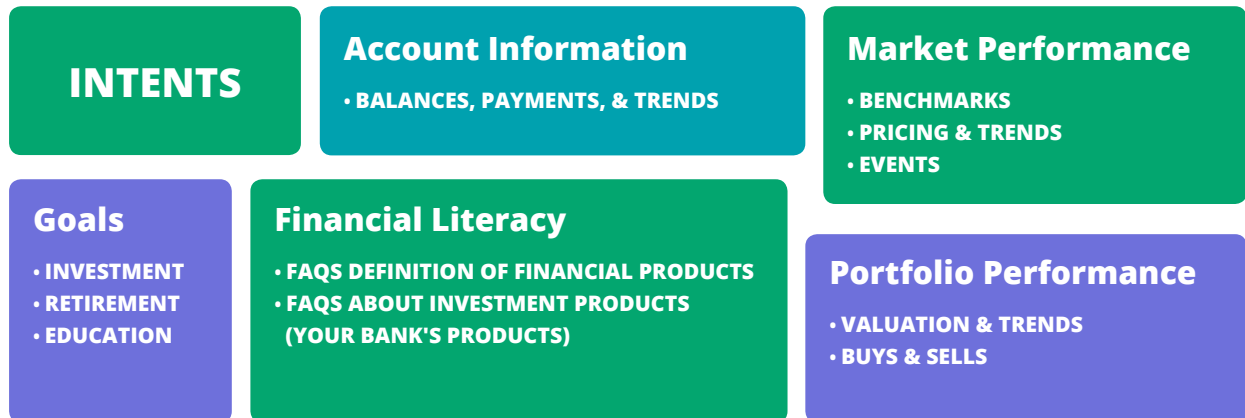 INTENTS
Account Information
• BALANCES, PAYMENTS, & TRENDS
Market Performance
• BENCHMARKS
• PRICING & TRENDS
• EVENTS
Goals
• INVESTMENT
• RETIREMENT
• EDUCATION
Financial Literacy
• FAQS DEFINITION OF FINANCIAL PRODUCTS
• FAQS ABOUT INVESTMENT PRODUCTS
(YOUR BANK'S PRODUCTS)
Portfolio Performance
• VALUATION & TRENDS
• BUYS & SELLS